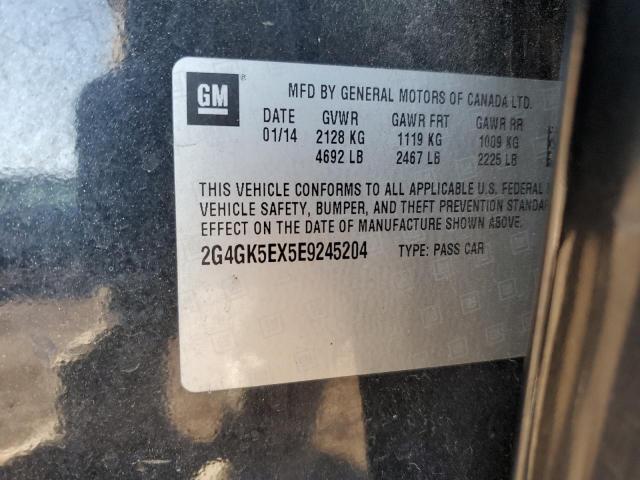 GM
MFD BY GENERAL MOTORS OF CANADA LTD.
DATE GVWR GAWR FRT GAWR RR
01/14 2128 KG 1119 KG 1009 KG
4692 LB 2467 LB 2225 LB
THIS VEHICLE CONFORMS TO ALL APPLICABLE U.S. FEDERAL
VEHICLE SAFETY, BUMPER, AND THEFT PREVENTION
EFFECT ON THE DATE OF MANUFACTURE SHOWN ABOVE.
2G4GK5EX5E9245204 TYPE: PASS CAR